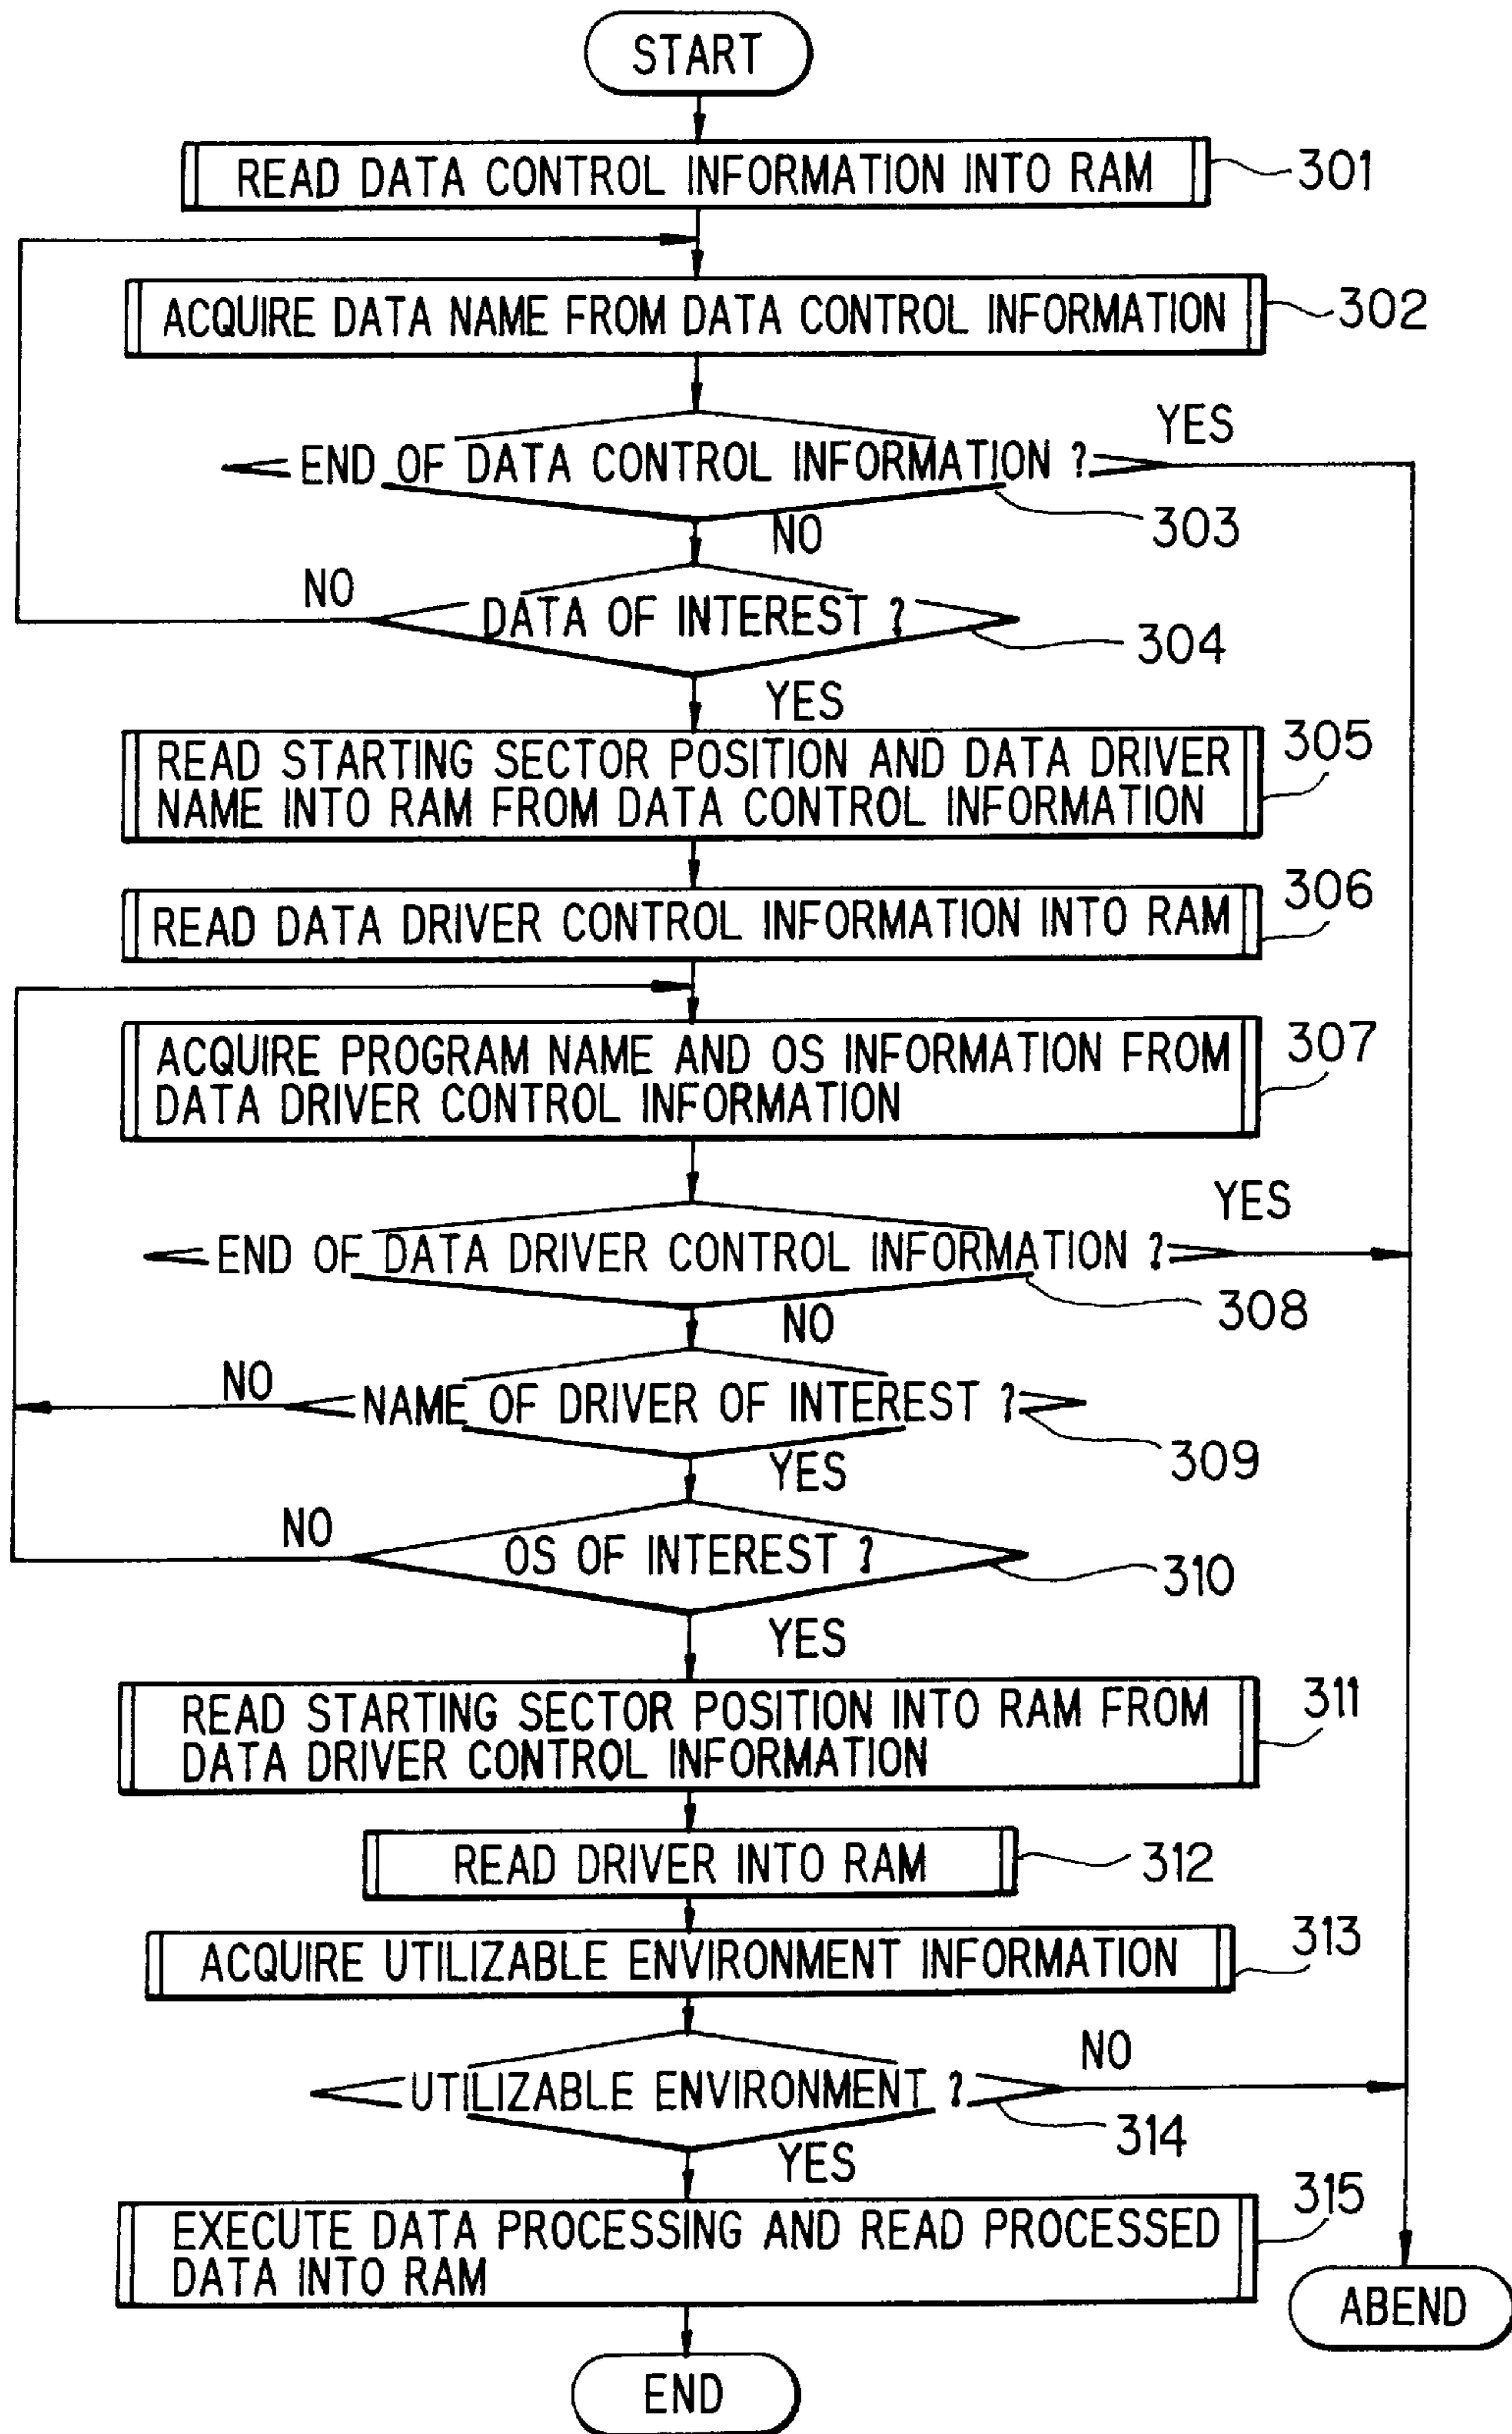 START
READ DATA CONTROL INFORMATION INTO RAM
301
ACQUIRE DATA NAME FROM DATA CONTROL INFORMATION
302
YES
END OF DATA CONTROL INFORMATION ?
303
NO
NO
DATA OF INTEREST ?
304
YES
READ STARTING SECTOR POSITION AND DATA DRIVER
NAME INTO RAM FROM DATA CONTROL INFORMATION
305
READ DATA DRIVER CONTROL INFORMATION INTO RAM
306
ACQUIRE PROGRAM NAME AND OS INFORMATION FROM
DATA DRIVER CONTROL INFORMATION
307
YES
END OF DATA DRIVER CONTROL INFORMATION ?
308
NO
NO
NAME OF DRIVER OF INTEREST ?
309
YES
NO
OS OF INTEREST ?
310
YES
READ STARTING SECTOR POSITION INTO RAM FROM
DATA DRIVER CONTROL INFORMATION
311
READ DRIVER INTO RAM
312
ACQUIRE UTILIZABLE ENVIRONMENT INFORMATION
313
NO
UTILIZABLE ENVIRONMENT ?
314
YES
EXECUTE DATA PROCESSING AND READ PROCESSED
DATA INTO RAM
315
ABEND
END